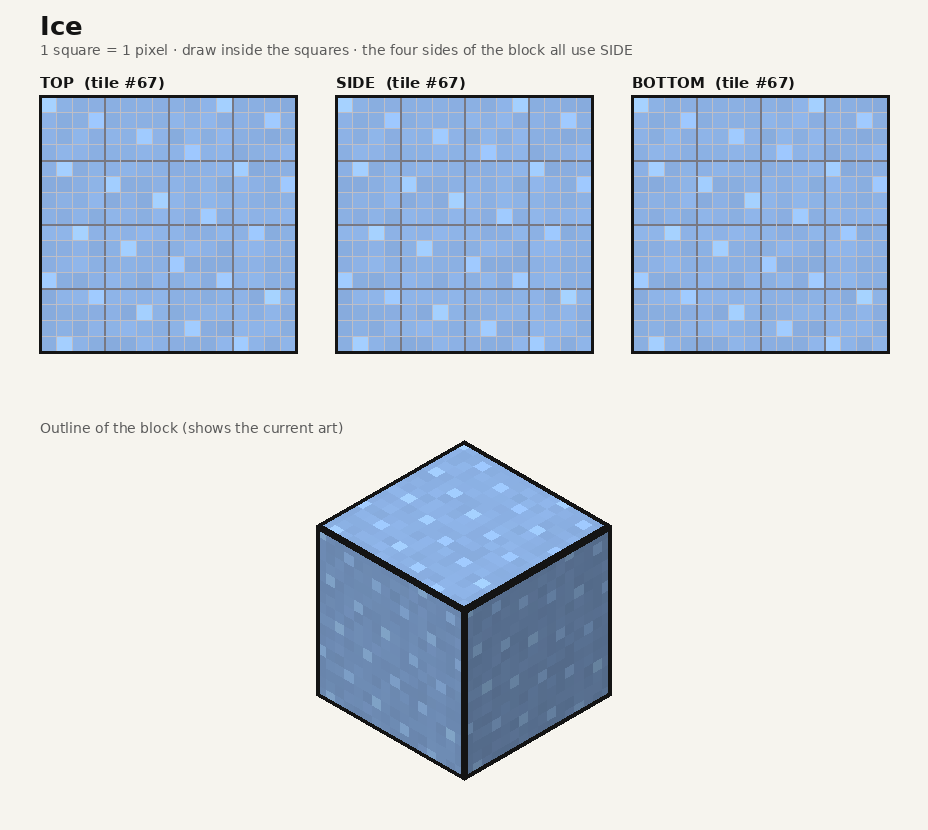 Ice
1 square = 1 pixel · draw inside the squares · the four sides of the block all use SIDE
TOP (tile #67)
SIDE (tile #67)
BOTTOM (tile #67)
Outline of the block (shows the current art)